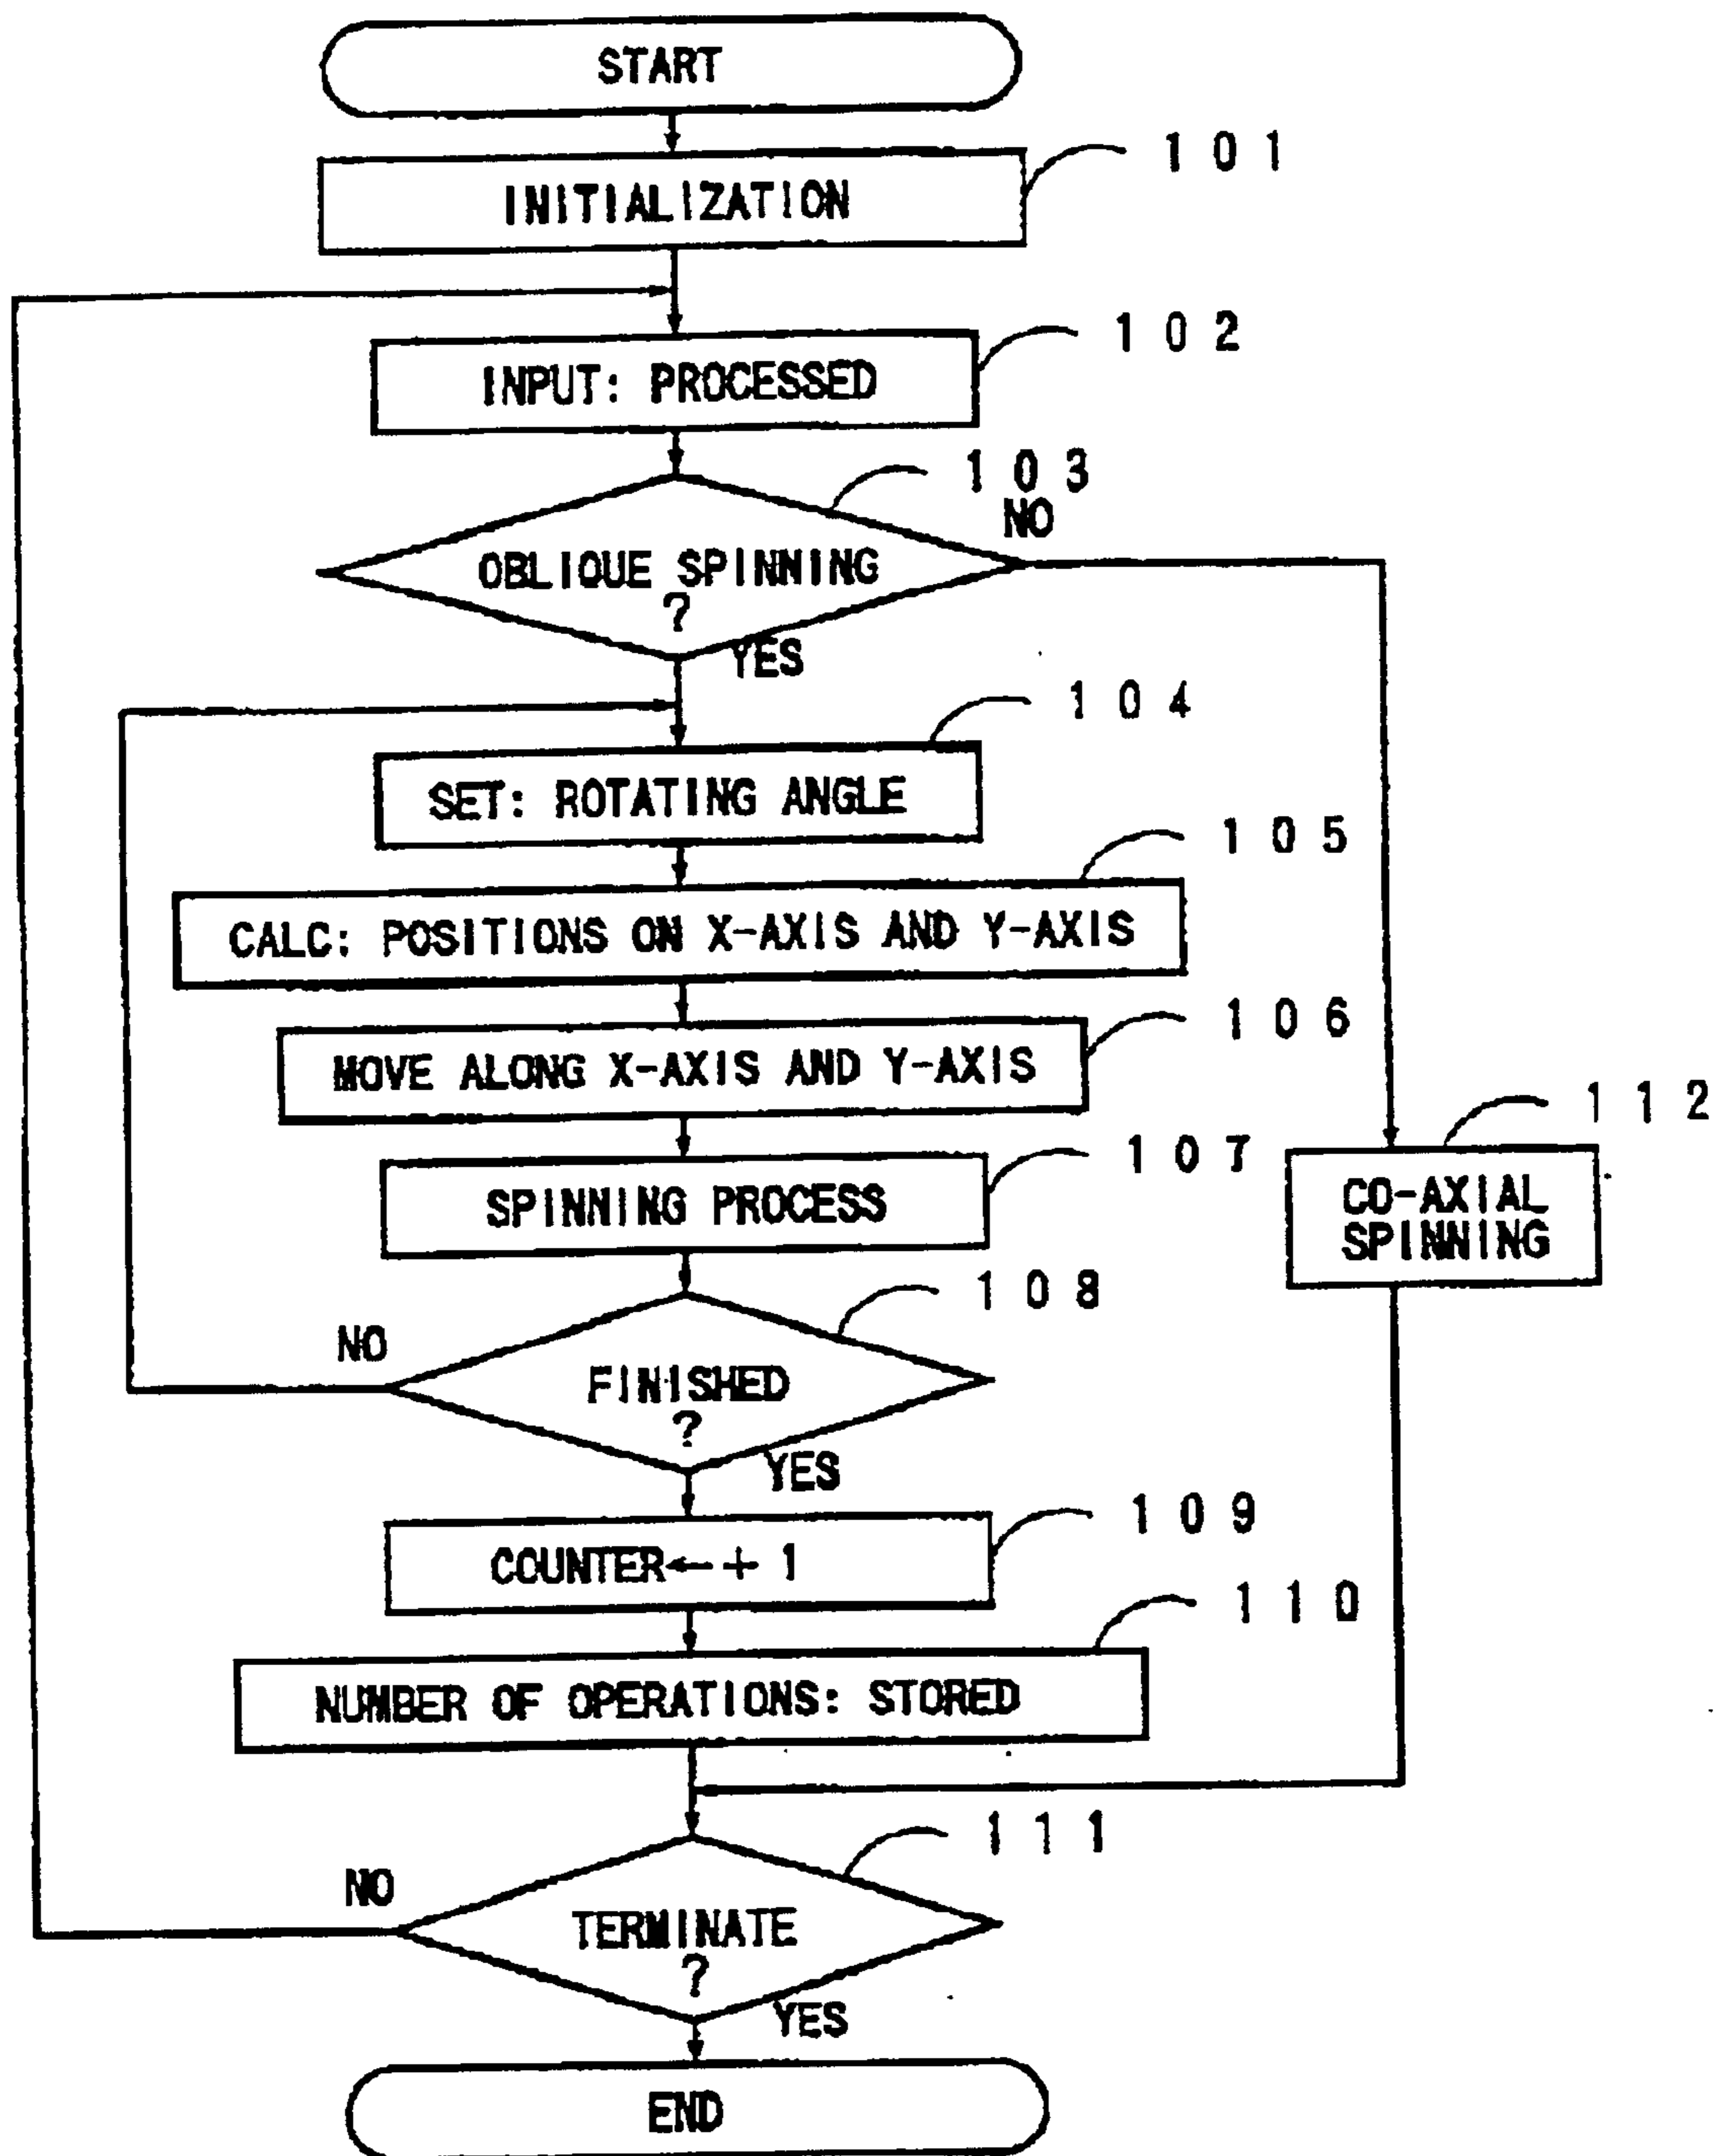 START
101
INITIALIZATION
102
INPUT: PROCESSED
103
NO
OBLIQUE SPINNING
?
YES
104
SET: ROTATING ANGLE
105
CALC: POSITIONS ON X-AXIS AND Y-AXIS
106
MOVE ALONG X-AXIS AND Y-AXIS
112
107
SPINNING PROCESS
CO-AXIAL
SPINNING
108
NO
FINISHED
?
YES
109
COUNTER←+1
110
NUMBER OF OPERATIONS: STORED
111
NO
TERMINATE
?
YES
END